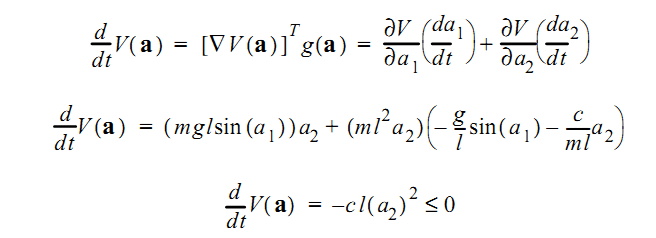 d/dt V(a) = [∇V(a)]ᵀ g(a) = ∂V/∂a₁ (da₁/dt) + ∂V/∂a₂ (da₂/dt)
d/dt V(a) = (mgl sin(a₁))a₂ + (ml²a₂)(−g/l sin(a₁) − c/ml a₂)
d/dt V(a) = −cl(a₂)² ≤ 0